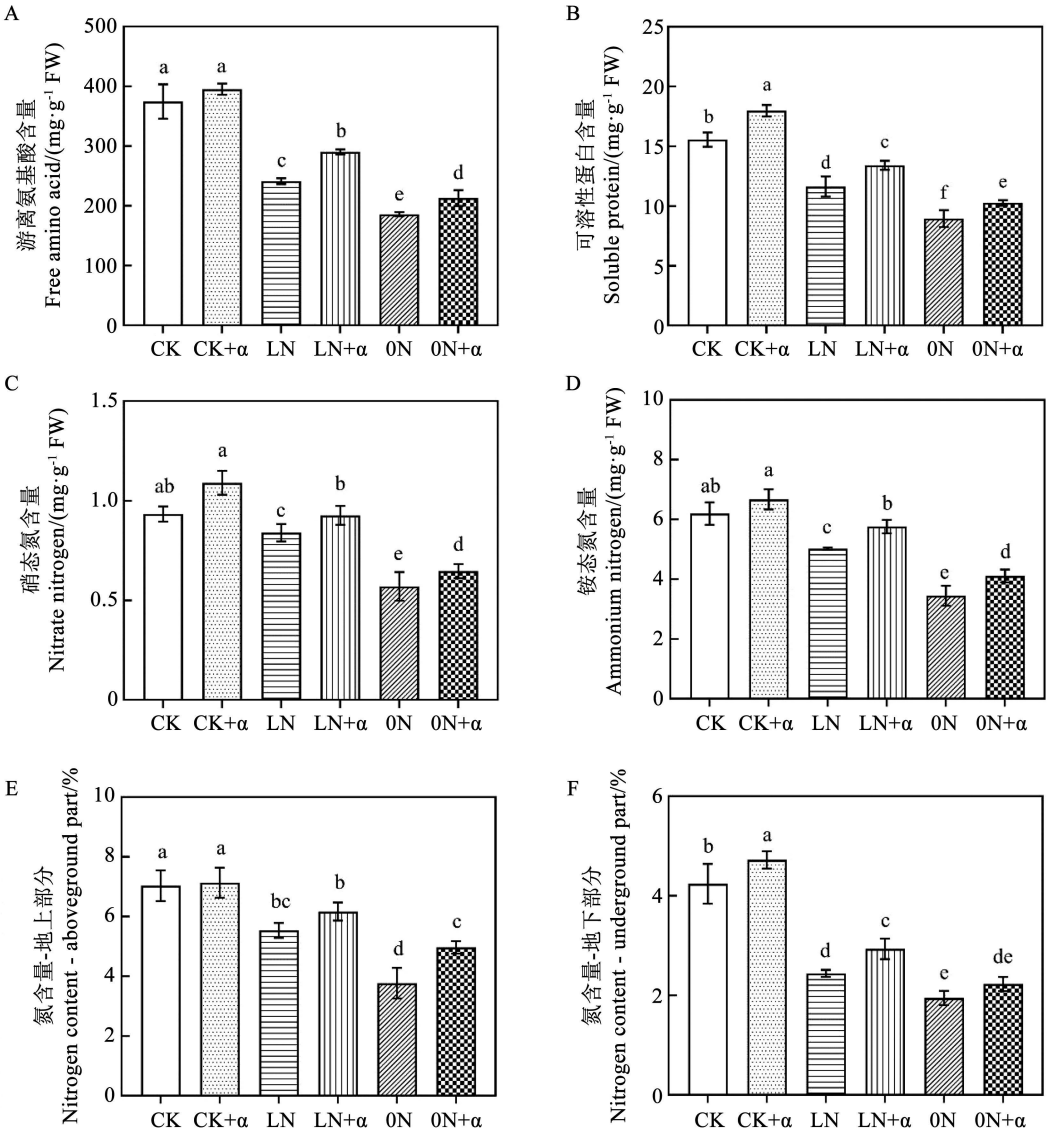 A
游离氨基酸含量
Free amino acid/(mg·g⁻¹ FW)
500
400
300
200
100
0
a
a
c
b
e
d
CK
CK+α
LN
LN+α
0N
0N+α
B
可溶性蛋白含量
Soluble protein/(mg·g⁻¹ FW)
25
20
15
10
5
0
b
a
d
c
f
e
CK
CK+α
LN
LN+α
0N
0N+α
C
硝态氮含量
Nitrate nitrogen/(mg·g⁻¹ FW)
1.5
1.0
0.5
0
ab
a
c
b
e
d
CK
CK+α
LN
LN+α
0N
0N+α
D
铵态氮含量
Ammonium nitrogen/(mg·g⁻¹ FW)
10
8
6
4
2
0
ab
a
c
b
e
d
CK
CK+α
LN
LN+α
0N
0N+α
E
氮含量-地上部分
Nitrogen content - aboveground part/%
10
8
6
4
2
0
a
a
bc
b
d
c
CK
CK+α
LN
LN+α
0N
0N+α
F
氮含量-地下部分
Nitrogen content - underground part/%
6
4
2
0
b
a
d
c
e
de
CK
CK+α
LN
LN+α
0N
0N+α